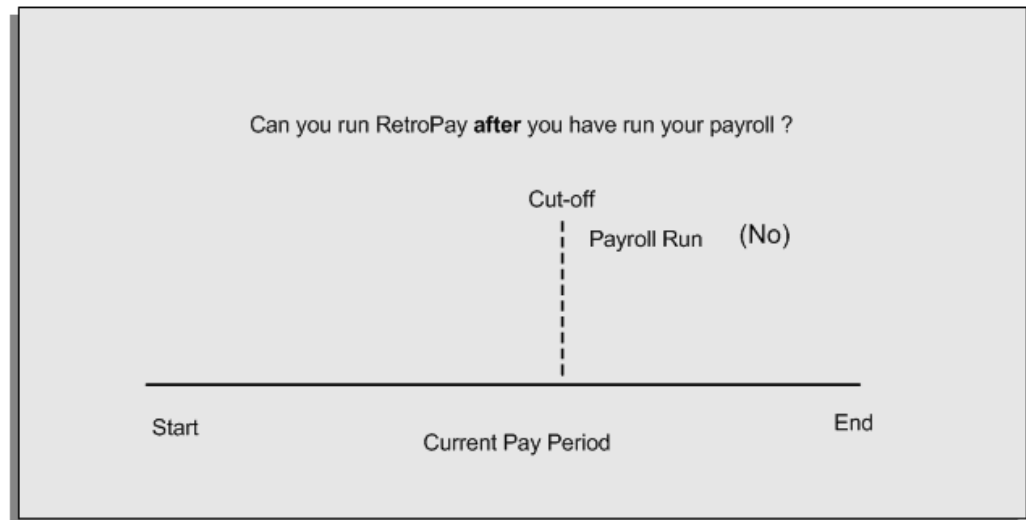 Can you run RetroPay after you have run your payroll ?
Cut-off
Payroll Run (No)
Start
End
Current Pay Period